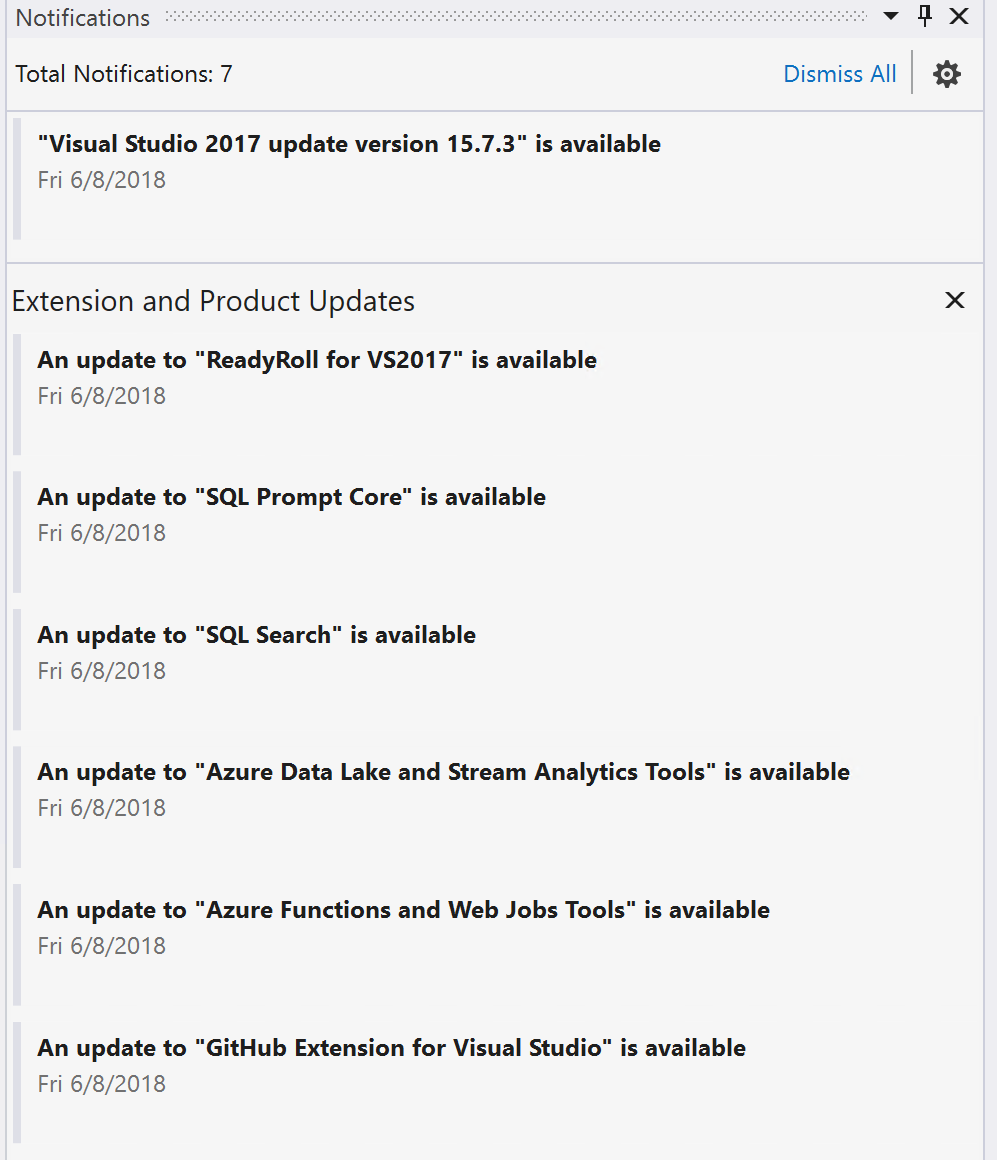 Notifications
Total Notifications: 7 Dismiss All
"Visual Studio 2017 update version 15.7.3" is available
Fri 6/8/2018
Extension and Product Updates
An update to "ReadyRoll for VS2017" is available
Fri 6/8/2018
An update to "SQL Prompt Core" is available
Fri 6/8/2018
An update to "SQL Search" is available
Fri 6/8/2018
An update to "Azure Data Lake and Stream Analytics Tools" is available
Fri 6/8/2018
An update to "Azure Functions and Web Jobs Tools" is available
Fri 6/8/2018
An update to "GitHub Extension for Visual Studio" is available
Fri 6/8/2018